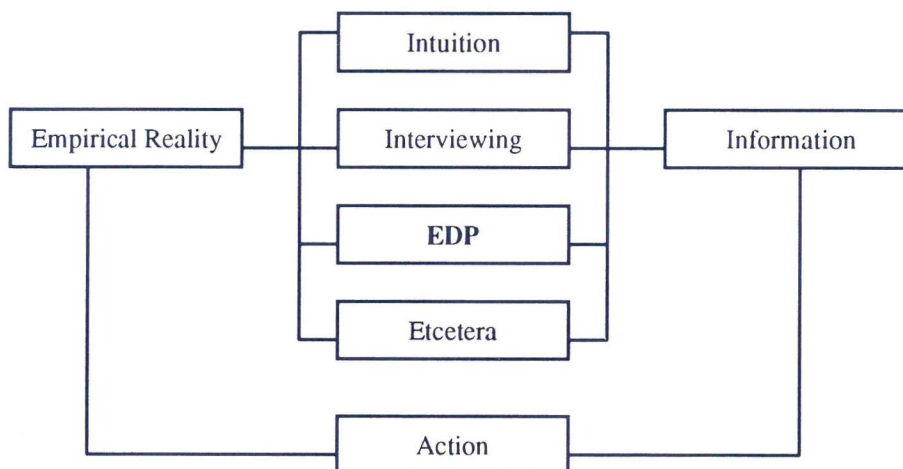 Intuition
Empirical Reality
Interviewing
Information
EDP
Etcetera
Action